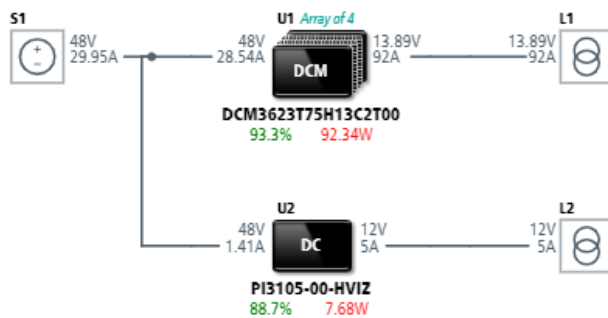 S1
48V
29.95A
U1 Array of 4
48V
28.54A
DCM
13.89V
92A
DCM3623T75H13C2T00
93.3% 92.34W
L1
13.89V
92A
U2
48V
1.41A
DC
12V
5A
PI3105-00-HVIZ
88.7% 7.68W
L2
12V
5A